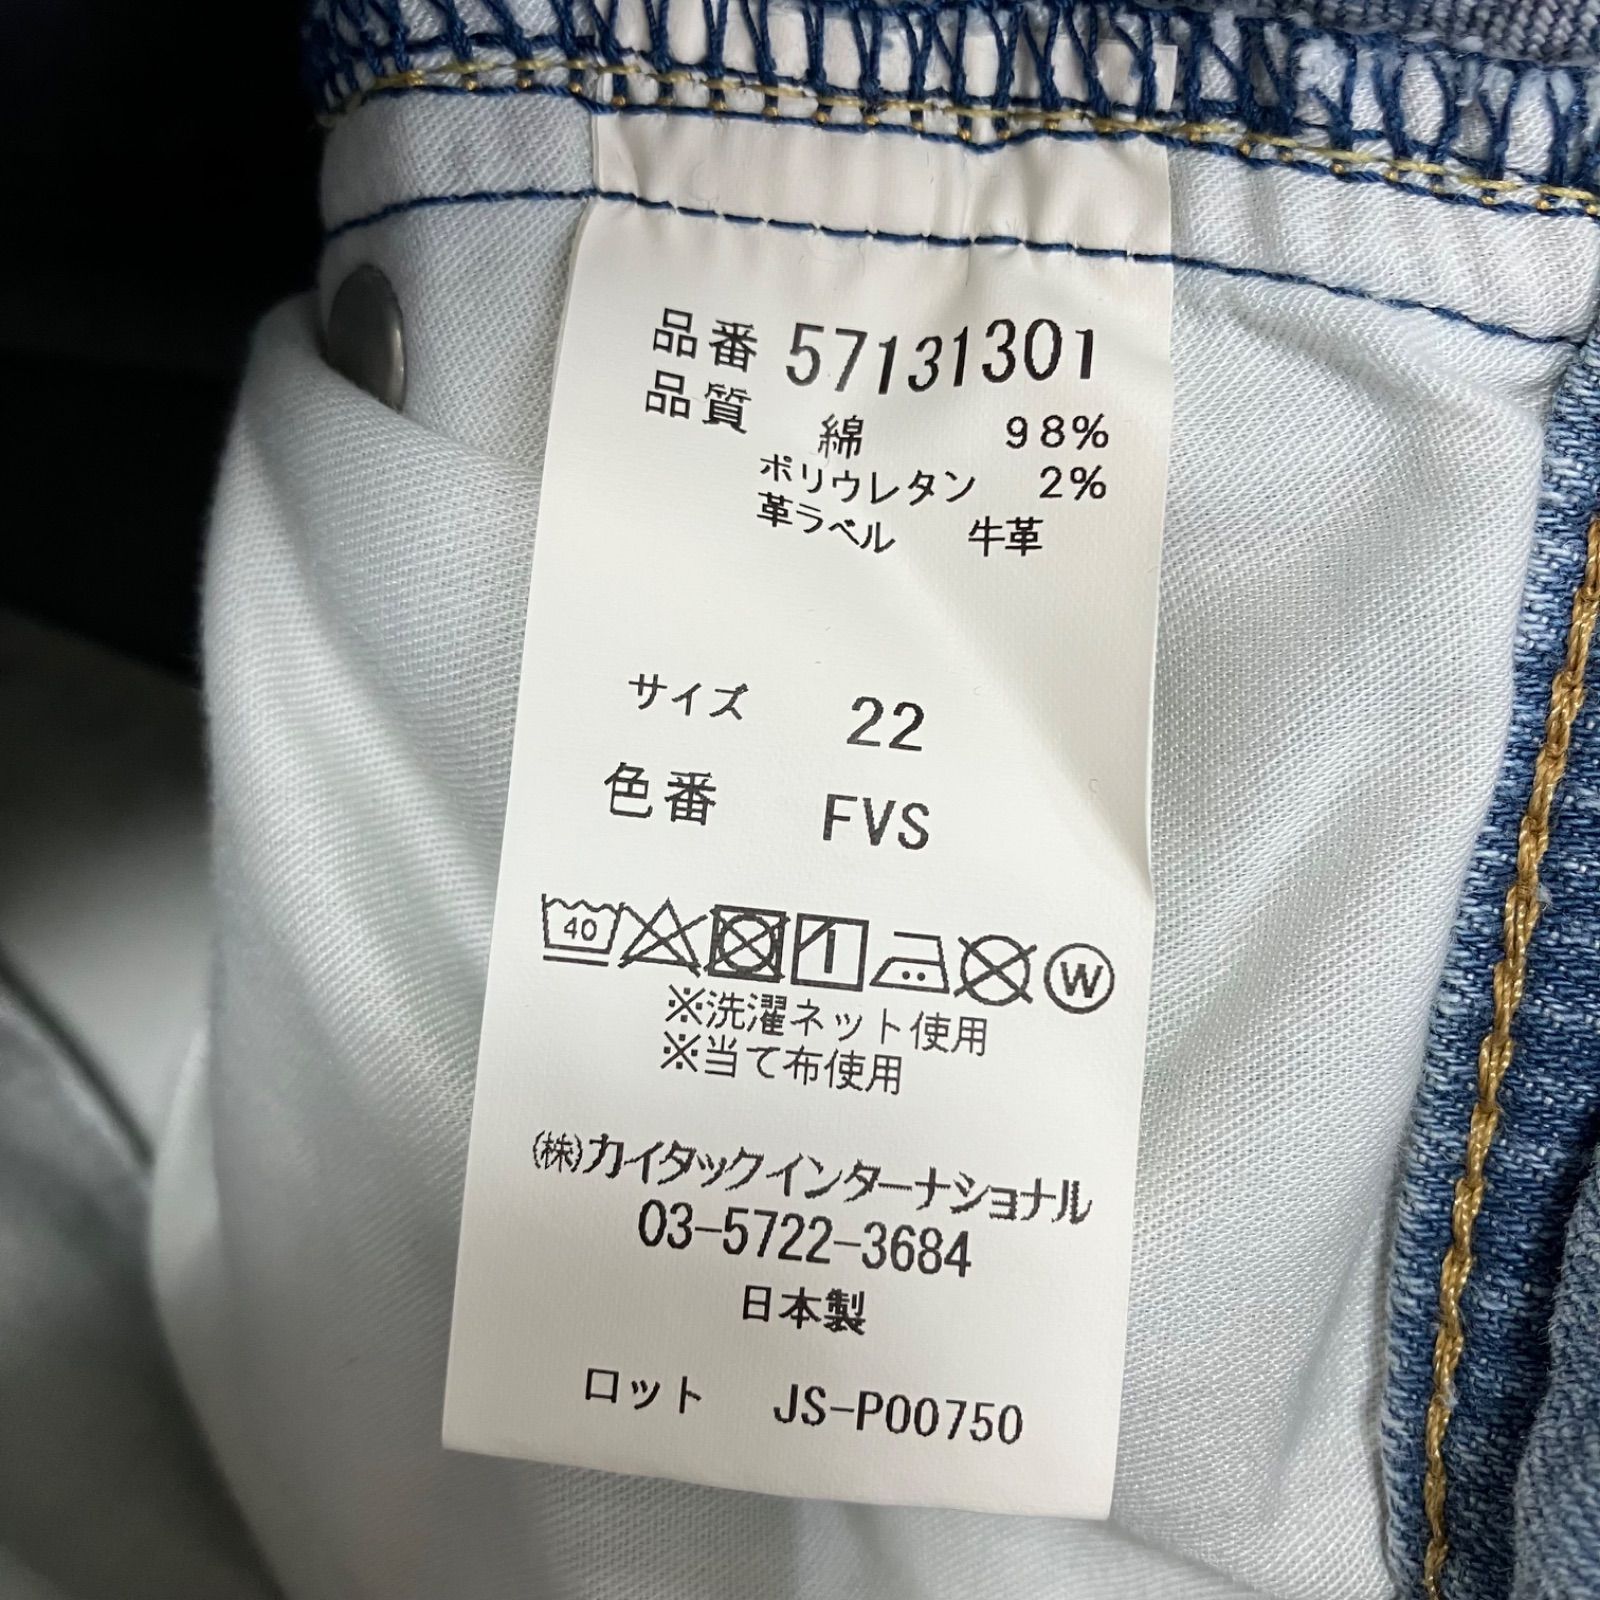 品番 57131301
品質 綿 98%
ポリウレタン 2%
革ラベル 牛革
サイズ 22
色番 FVS
40 W
※洗濯ネット使用
※当て布使用
㈱カイタックインターナショナル
03-5722-3684
日本製
ロット JS-P00750